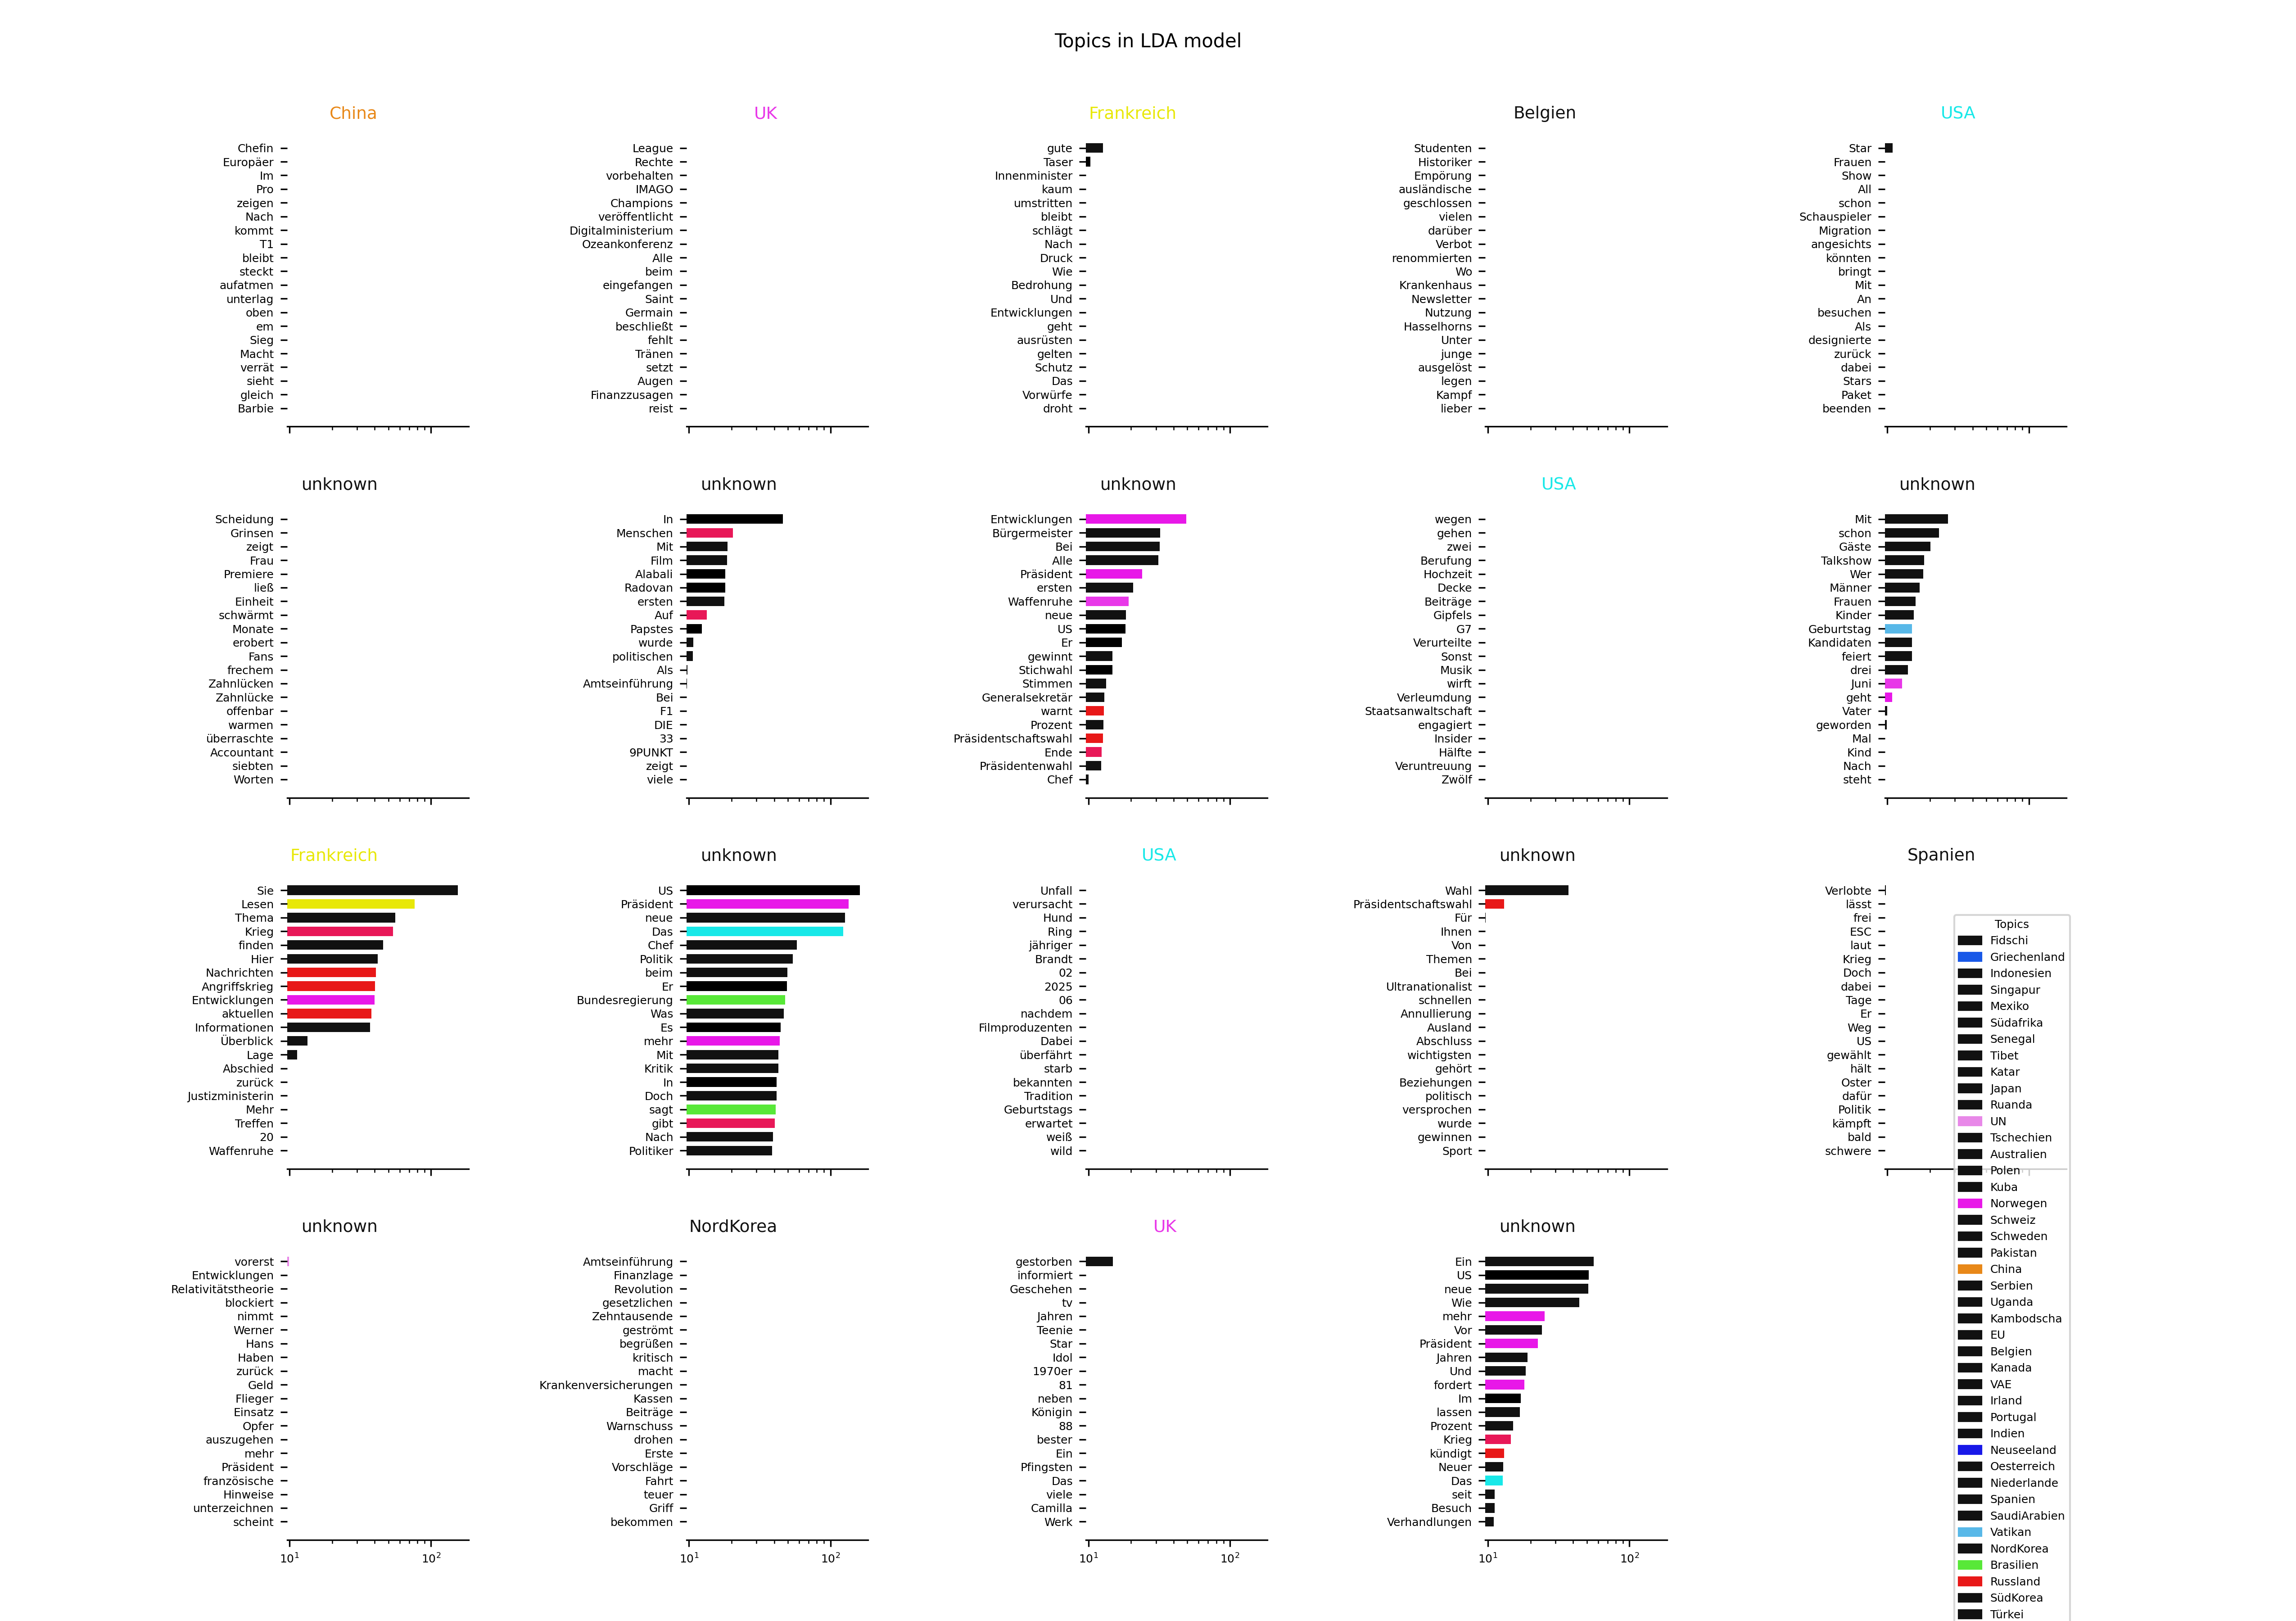 Topics in LDA model
China
Chefin
Europäer
Im
Pro
zeigen
Nach
kommt
T1
bleibt
steckt
aufatmen
unterlag
oben
em
Sieg
Macht
verrät
sieht
gleich
Barbie
UK
League
Rechte
vorbehalten
IMAGO
Champions
veröffentlicht
Digitalministerium
Ozeankonferenz
Alle
beim
eingefangen
Saint
Germain
beschließt
fehlt
Tränen
setzt
Augen
Finanzzusagen
reist
Frankreich
gute
Taser
Innenminister
kaum
umstritten
bleibt
schlägt
Nach
Druck
Wie
Bedrohung
Und
Entwicklungen
geht
ausrüsten
gelten
Schutz
Das
Vorwürfe
droht
Belgien
Studenten
Historiker
Empörung
ausländische
geschlossen
vielen
darüber
Verbot
renommierten
Wo
Krankenhaus
Newsletter
Nutzung
Hasselhorns
Unter
junge
ausgelöst
legen
Kampf
lieber
USA
Star
Frauen
Show
All
schon
Schauspieler
Migration
angesichts
könnten
bringt
Mit
An
besuchen
Als
designierte
zurück
dabei
Stars
Paket
beenden
unknown
Scheidung
Grinsen
zeigt
Frau
Premiere
ließ
Einheit
schwärmt
Monate
erobert
Fans
frechem
Zahnlücken
Zahnlücke
offenbar
warmen
überraschte
Accountant
siebten
Worten
unknown
In
Menschen
Mit
Film
Alabali
Radovan
ersten
Auf
Papstes
wurde
politischen
Als
Amtseinführung
Bei
F1
DIE
33
9PUNKT
zeigt
viele
unknown
Entwicklungen
Bürgermeister
Bei
Alle
Präsident
ersten
Waffenruhe
neue
US
Er
gewinnt
Stichwahl
Stimmen
Generalsekretär
warnt
Prozent
Präsidentschaftswahl
Ende
Präsidentenwahl
Chef
USA
wegen
gehen
zwei
Berufung
Hochzeit
Decke
Beiträge
Gipfels
G7
Verurteilte
Sonst
Musik
wirft
Verleumdung
Staatsanwaltschaft
engagiert
Insider
Hälfte
Veruntreuung
Zwölf
unknown
Mit
schon
Gäste
Talkshow
Wer
Männer
Frauen
Kinder
Geburtstag
Kandidaten
feiert
drei
Juni
geht
Vater
geworden
Mal
Kind
Nach
steht
Frankreich
Sie
Lesen
Thema
Krieg
finden
Hier
Nachrichten
Angriffskrieg
Entwicklungen
aktuellen
Informationen
Überblick
Lage
Abschied
zurück
Justizministerin
Mehr
Treffen
20
Waffenruhe
unknown
US
Präsident
neue
Das
Chef
Politik
beim
Er
Bundesregierung
Was
Es
mehr
Mit
Kritik
In
Doch
sagt
gibt
Nach
Politiker
USA
Unfall
verursacht
Hund
Ring
jähriger
Brandt
02
2025
06
nachdem
Filmproduzenten
Dabei
überfährt
starb
bekannten
Tradition
Geburtstags
erwartet
weiß
wild
unknown
Wahl
Präsidentschaftswahl
Für
Ihnen
Von
Themen
Bei
Ultranationalist
schnellen
Annullierung
Ausland
Abschluss
wichtigsten
gehört
Beziehungen
politisch
versprochen
wurde
gewinnen
Sport
Spanien
Verlobte
lässt
frei
ESC
laut
Krieg
Doch
dabei
Tage
Er
Weg
US
gewählt
hält
Oster
dafür
Politik
kämpft
bald
schwere
unknown
vorerst
Entwicklungen
Relativitätstheorie
blockiert
nimmt
Werner
Hans
Haben
zurück
Geld
Flieger
Einsatz
Opfer
auszugehen
mehr
Präsident
französische
Hinweise
unterzeichnen
scheint
10¹ 10²
NordKorea
Amtseinführung
Finanzlage
Revolution
gesetzlichen
Zehntausende
geströmt
begrüßen
kritisch
macht
Krankenversicherungen
Kassen
Beiträge
Warnschuss
drohen
Erste
Vorschläge
Fahrt
teuer
Griff
bekommen
10¹ 10²
UK
gestorben
informiert
Geschehen
tv
Jahren
Teenie
Star
Idol
1970er
81
neben
Königin
88
bester
Ein
Pfingsten
Das
viele
Camilla
Werk
10¹ 10²
unknown
Ein
US
neue
Wie
mehr
Vor
Präsident
Jahren
Und
fordert
Im
lassen
Prozent
Krieg
kündigt
Neuer
Das
seit
Besuch
Verhandlungen
10¹ 10²
Topics
Fidschi
Griechenland
Indonesien
Singapur
Mexiko
Südafrika
Senegal
Tibet
Katar
Japan
Ruanda
UN
Tschechien
Australien
Polen
Kuba
Norwegen
Schweiz
Schweden
Pakistan
China
Serbien
Uganda
Kambodscha
EU
Belgien
Kanada
VAE
Irland
Portugal
Indien
Neuseeland
Oesterreich
Niederlande
Spanien
SaudiArabien
Vatikan
NordKorea
Brasilien
Russland
SüdKorea
Türkei